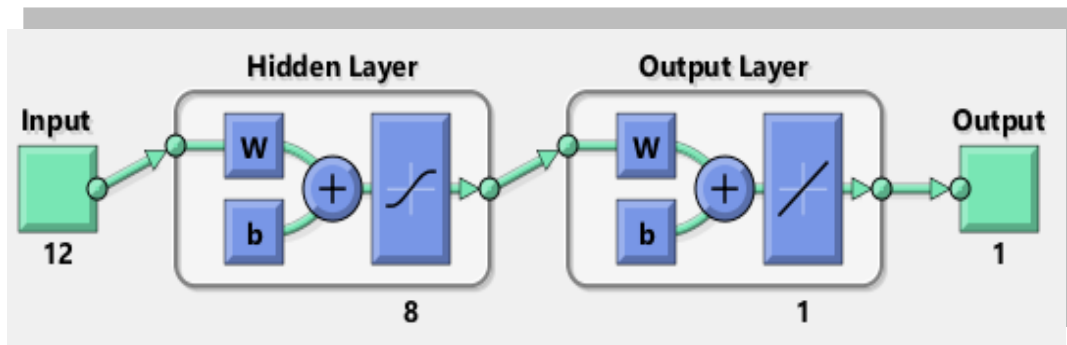 Hidden Layer
Output Layer
Input
Output
W
W
+
+
b
b
12
1
8
1